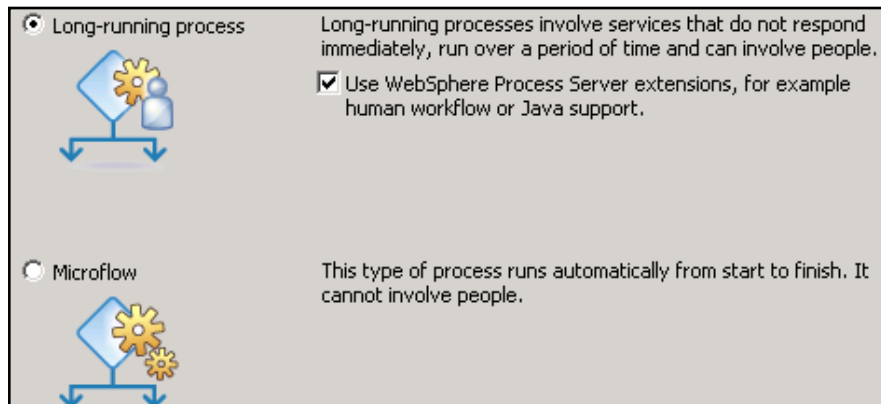 Long-running process
Long-running processes involve services that do not respond
immediately, run over a period of time and can involve people.
Use WebSphere Process Server extensions, for example
human workflow or Java support.
Microflow
This type of process runs automatically from start to finish. It
cannot involve people.